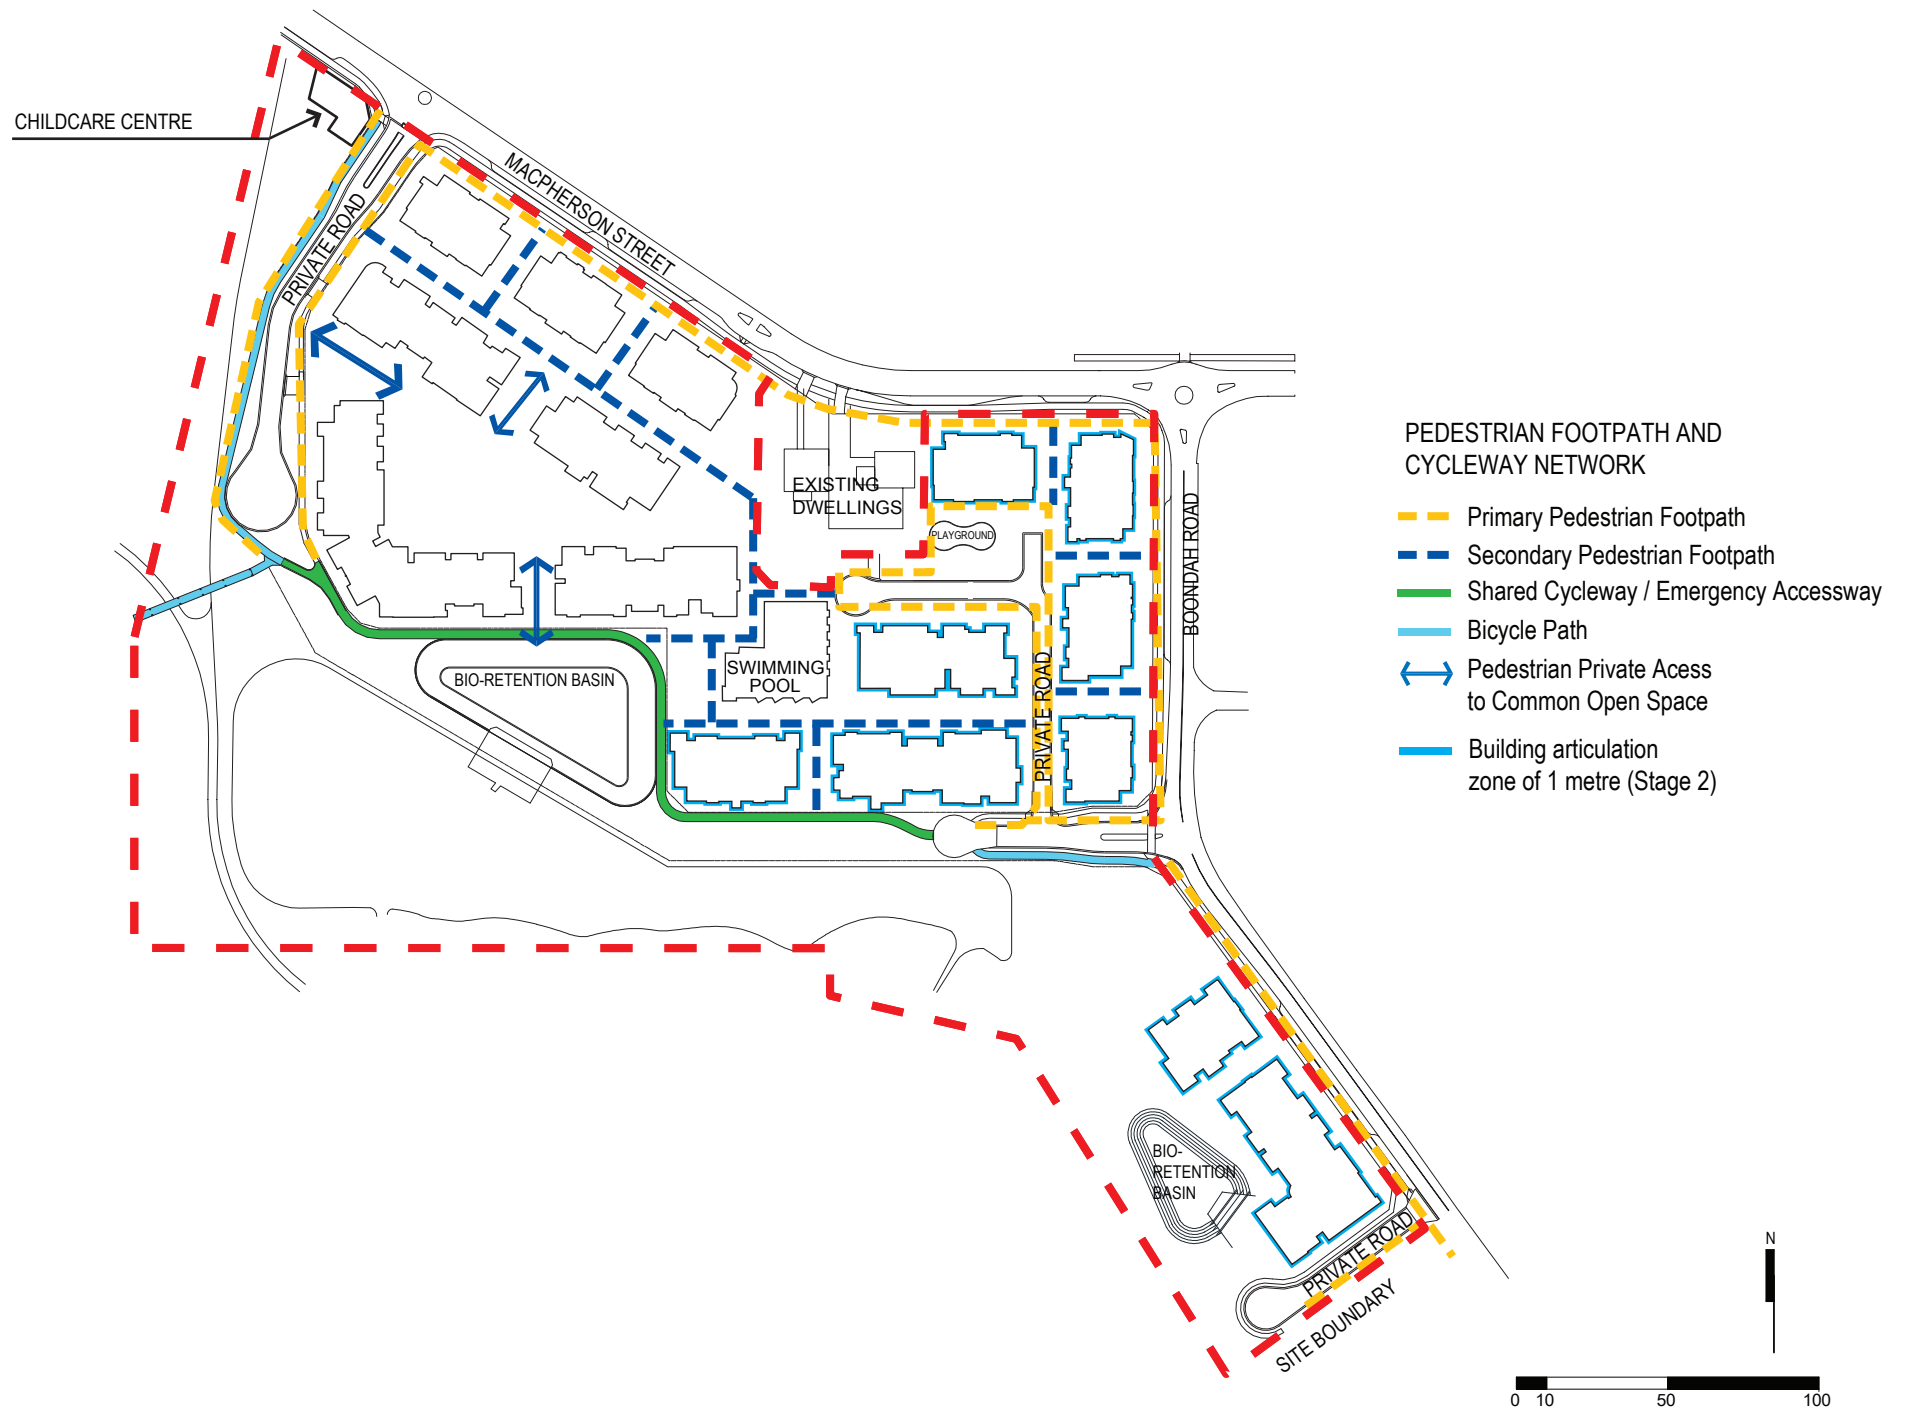 CHILDCARE CENTRE
MACPHERSON STREET
PRIVATE ROAD
EXISTING
DWELLINGS
PLAYGROUND
BOONDAH ROAD
PRIVATE ROAD
SWIMMING
POOL
BIO-RETENTION BASIN
BIO-
RETENTION
BASIN
PRIVATE ROAD
SITE BOUNDARY
PEDESTRIAN FOOTPATH AND
CYCLEWAY NETWORK
Primary Pedestrian Footpath
Secondary Pedestrian Footpath
Shared Cycleway / Emergency Accessway
Bicycle Path
Pedestrian Private Acess
to Common Open Space
Building articulation
zone of 1 metre (Stage 2)
N
0 10 50 100